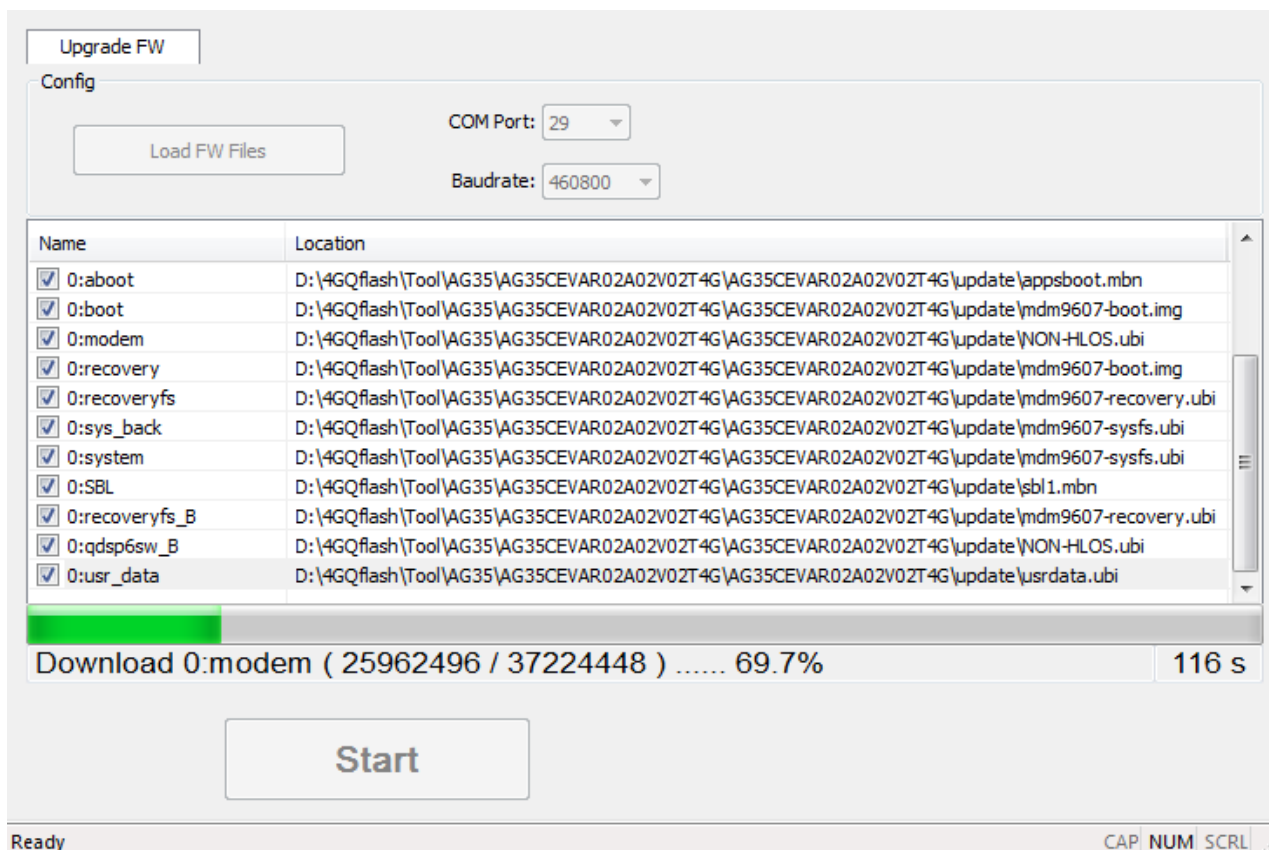 Upgrade FW
Config
Load FW Files
COM Port: 29
Baudrate: 460800
Name Location
0:aboot D:\4GQflash\Tool\AG35\AG35CEVAR02A02V02T4G\AG35CEVAR02A02V02T4G\update\appsboot.mbn
0:boot D:\4GQflash\Tool\AG35\AG35CEVAR02A02V02T4G\AG35CEVAR02A02V02T4G\update\mdm9607-boot.img
0:modem D:\4GQflash\Tool\AG35\AG35CEVAR02A02V02T4G\AG35CEVAR02A02V02T4G\update\NON-HLOS.ubi
0:recovery D:\4GQflash\Tool\AG35\AG35CEVAR02A02V02T4G\AG35CEVAR02A02V02T4G\update\mdm9607-boot.img
0:recoveryfs D:\4GQflash\Tool\AG35\AG35CEVAR02A02V02T4G\AG35CEVAR02A02V02T4G\update\mdm9607-recovery.ubi
0:sys_back D:\4GQflash\Tool\AG35\AG35CEVAR02A02V02T4G\AG35CEVAR02A02V02T4G\update\mdm9607-sysfs.ubi
0:system D:\4GQflash\Tool\AG35\AG35CEVAR02A02V02T4G\AG35CEVAR02A02V02T4G\update\mdm9607-sysfs.ubi
0:SBL D:\4GQflash\Tool\AG35\AG35CEVAR02A02V02T4G\AG35CEVAR02A02V02T4G\update\sbl1.mbn
0:recoveryfs_B D:\4GQflash\Tool\AG35\AG35CEVAR02A02V02T4G\AG35CEVAR02A02V02T4G\update\mdm9607-recovery.ubi
0:qdsp6sw_B D:\4GQflash\Tool\AG35\AG35CEVAR02A02V02T4G\AG35CEVAR02A02V02T4G\update\NON-HLOS.ubi
0:usr_data D:\4GQflash\Tool\AG35\AG35CEVAR02A02V02T4G\AG35CEVAR02A02V02T4G\update\usrdata.ubi
Download 0:modem ( 25962496 / 37224448 ) ...... 69.7% 116 s
Start
Ready CAP NUM SCRL